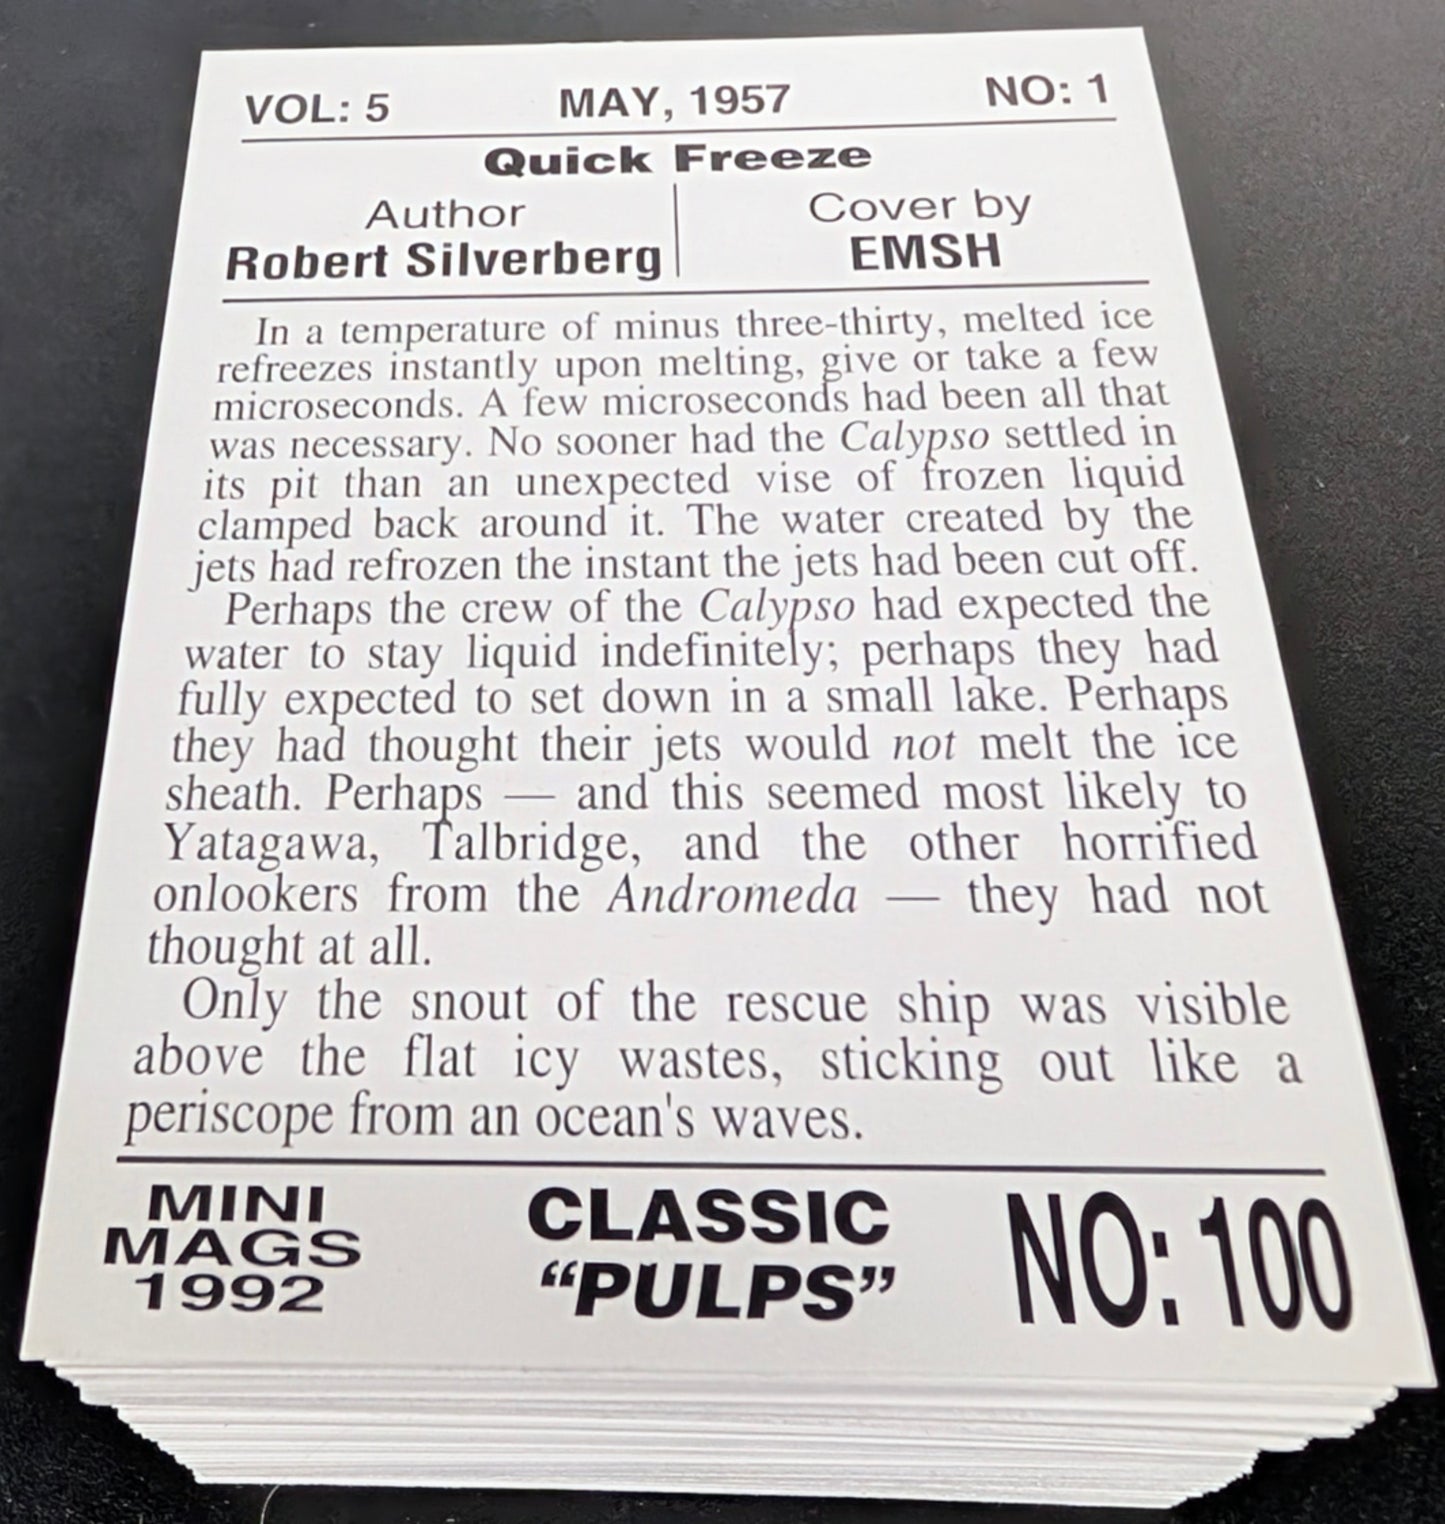 VOL: 5 MAY, 1957 NO: 1
Quick Freeze
Author Cover by
Robert Silverberg EMSH
In a temperature of minus three-thirty, melted ice
refreezes instantly upon melting, give or take a few
microseconds. A few microseconds had been all that
was necessary. No sooner had the Calypso settled in
its pit than an unexpected vise of frozen liquid
clamped back around it. The water created by the
jets had refrozen the instant the jets had been cut off.
Perhaps the crew of the Calypso had expected the
water to stay liquid indefinitely; perhaps they had
fully expected to set down in a small lake. Perhaps
they had thought their jets would not melt the ice
sheath. Perhaps — and this seemed most likely to
Yatagawa, Talbridge, and the other horrified
onlookers from the Andromeda — they had not
thought at all.
Only the snout of the rescue ship was visible
above the flat icy wastes, sticking out like a
periscope from an ocean's waves.
MINI
MAGS
1992
CLASSIC
“PULPS”
NO: 100